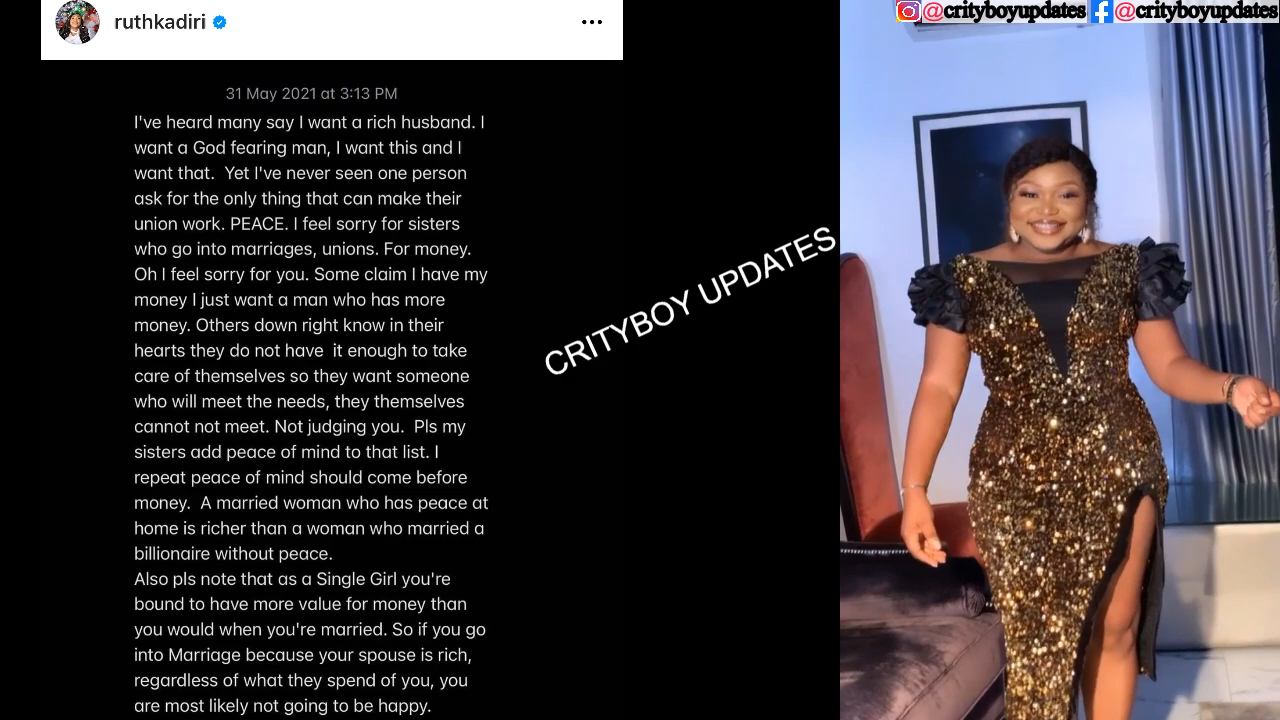 ruthkadiri
31 May 2021 at 3:13 PM
I've heard many say I want a rich husband. I
want a God fearing man, I want this and I
want that.  Yet I've never seen one person
ask for the only thing that can make their
union work. PEACE. I feel sorry for sisters
who go into marriages, unions. For money.
Oh I feel sorry for you. Some claim I have my
money I just want a man who has more
money. Others down right know in their
hearts they do not have  it enough to take
care of themselves so they want someone
who will meet the needs, they themselves
cannot not meet. Not judging you.  Pls my
sisters add peace of mind to that list. I
repeat peace of mind should come before
money.  A married woman who has peace at
home is richer than a woman who married a
billionaire without peace.
Also pls note that as a Single Girl you're
bound to have more value for money than
you would when you're married. So if you go
into Marriage because your spouse is rich,
regardless of what they spend of you, you
are most likely not going to be happy.
CRITYBOY UPDATES
@crityboyupdates @crityboyupdates